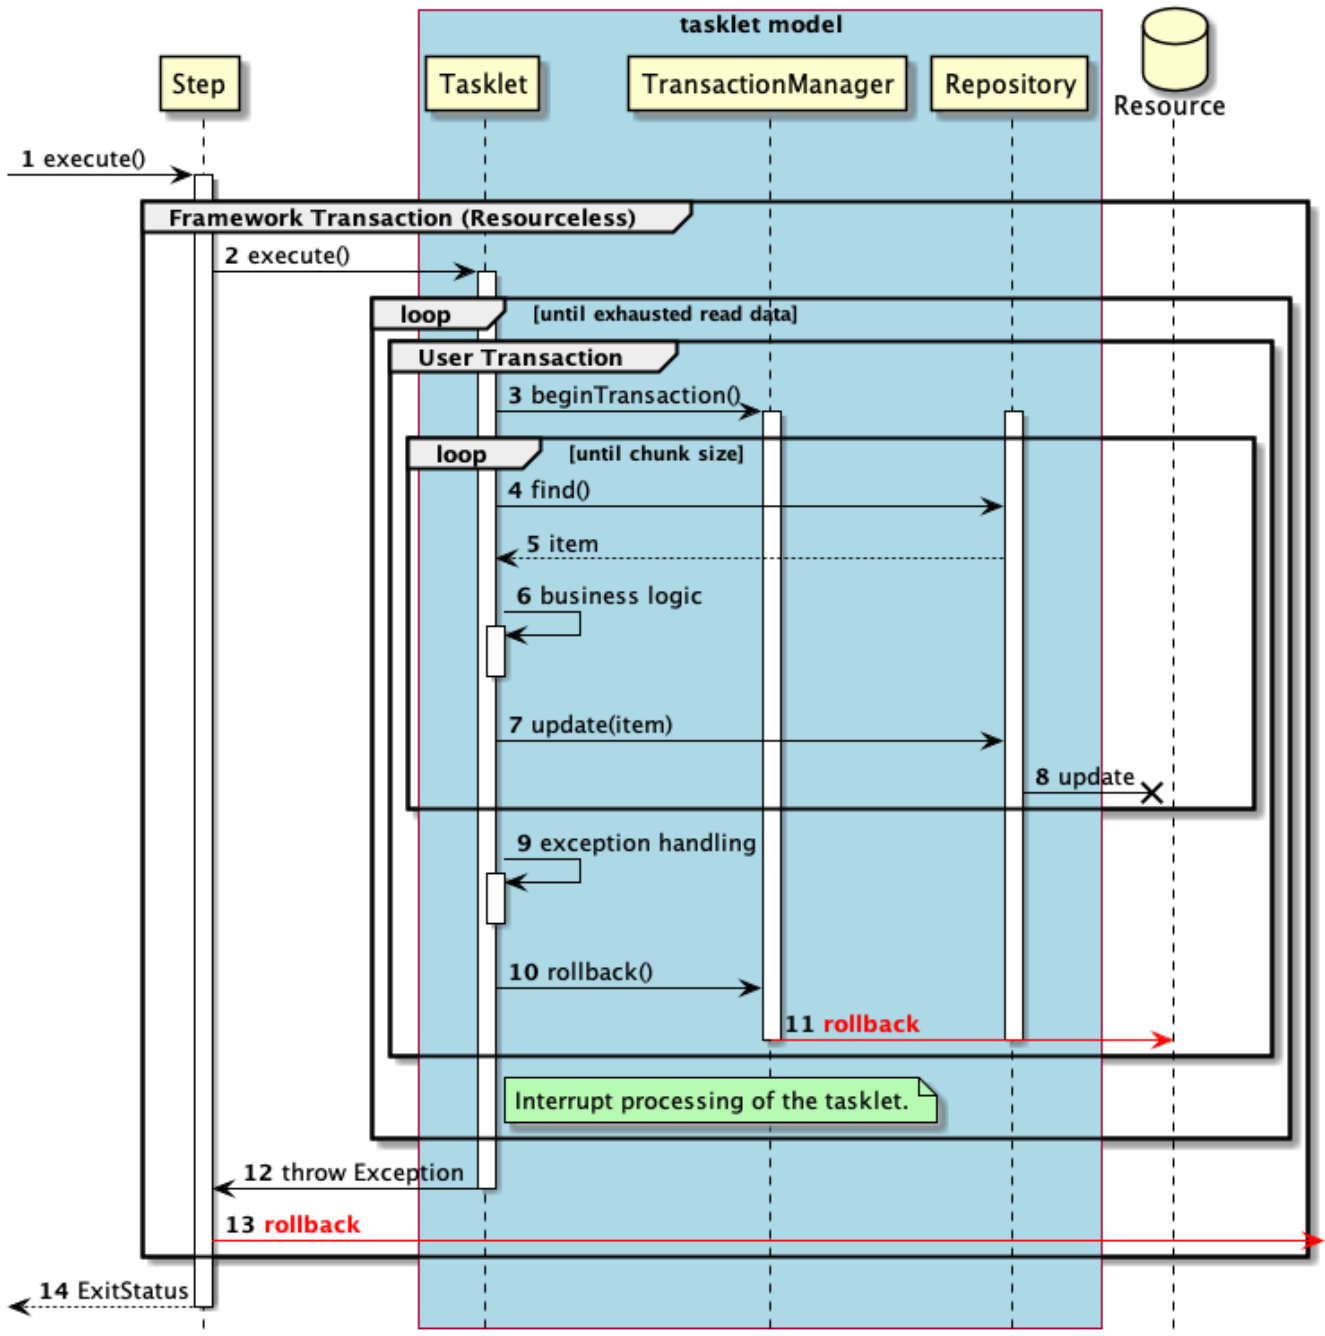 tasklet model
Step
Tasklet
TransactionManager
Repository
Resource
1 execute()
Framework Transaction (Resourceless)
2 execute()
loop [until exhausted read data]
User Transaction
3 beginTransaction()
loop [until chunk size]
4 find()
5 item
6 business logic
7 update(item)
8 update
9 exception handling
10 rollback()
11 rollback
Interrupt processing of the tasklet.
12 throw Exception
13 rollback
14 ExitStatus